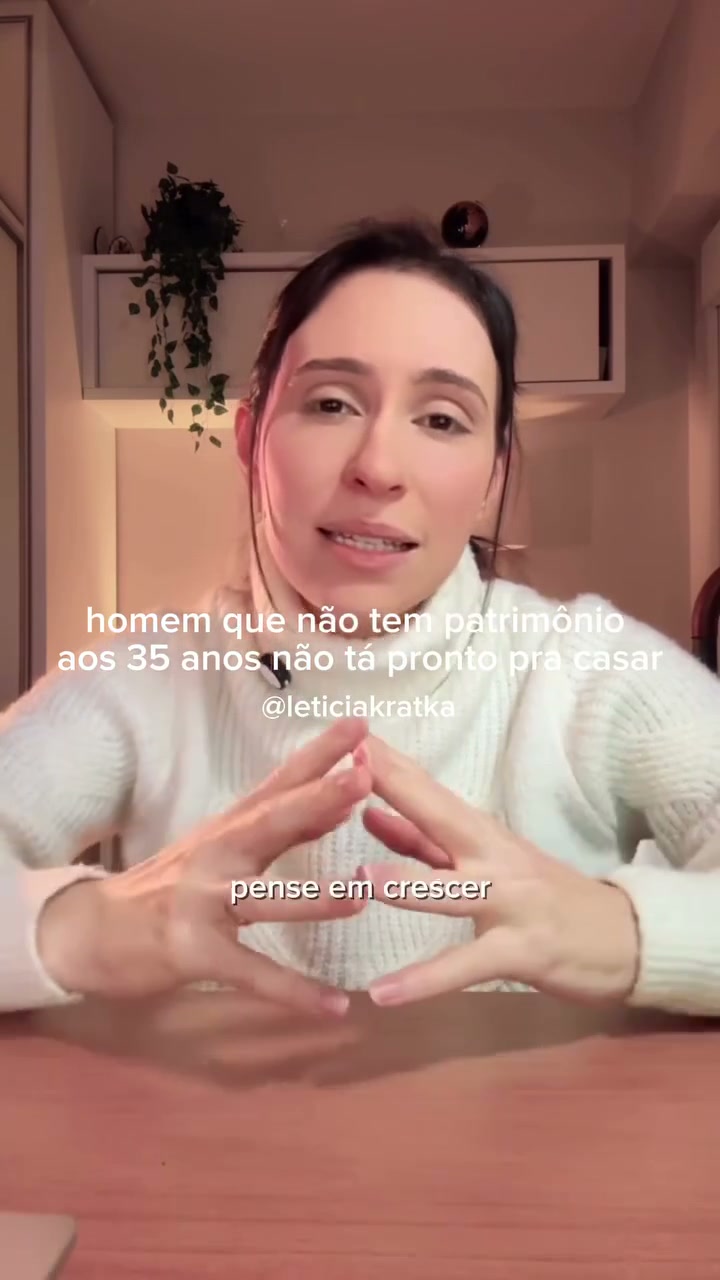 homem que não tem patrimônio
aos 35 anos não tá pronto pra casar
@leticiakratka
pense em crescer